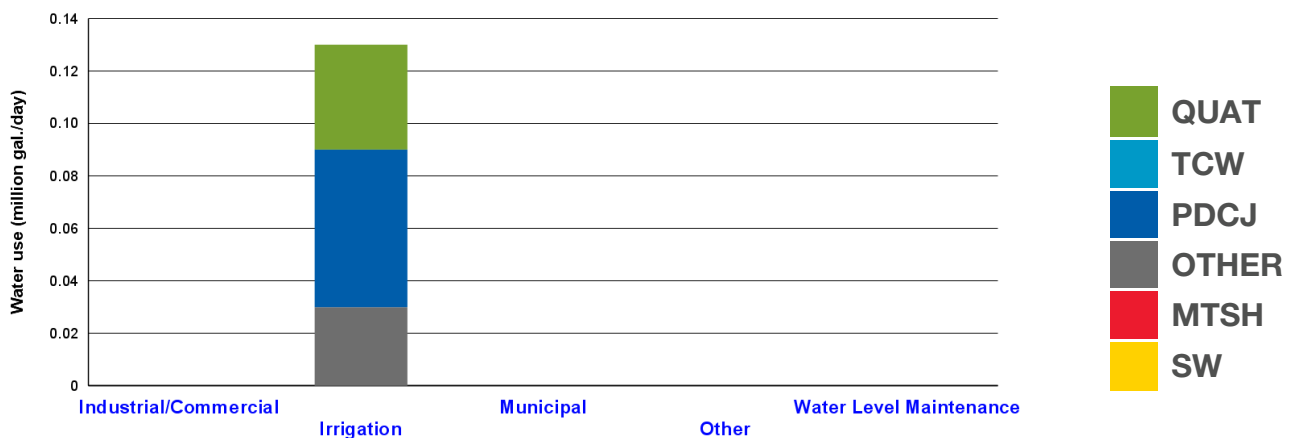 Water use (million gal./day)
0.14
0.12
0.10
0.08
0.06
0.04
0.02
0
Industrial/Commercial
Irrigation
Municipal
Other
Water Level Maintenance
QUAT
TCW
PDCJ
OTHER
MTSH
SW